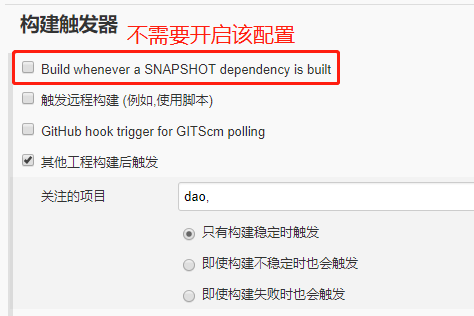 构建触发器
不需要开启该配置
Build whenever a SNAPSHOT dependency is built
触发远程构建 (例如,使用脚本)
GitHub hook trigger for GITScm polling
其他工程构建后触发
关注的项目
dao,
只有构建稳定时触发
即使构建不稳定时也会触发
即使构建失败时也会触发